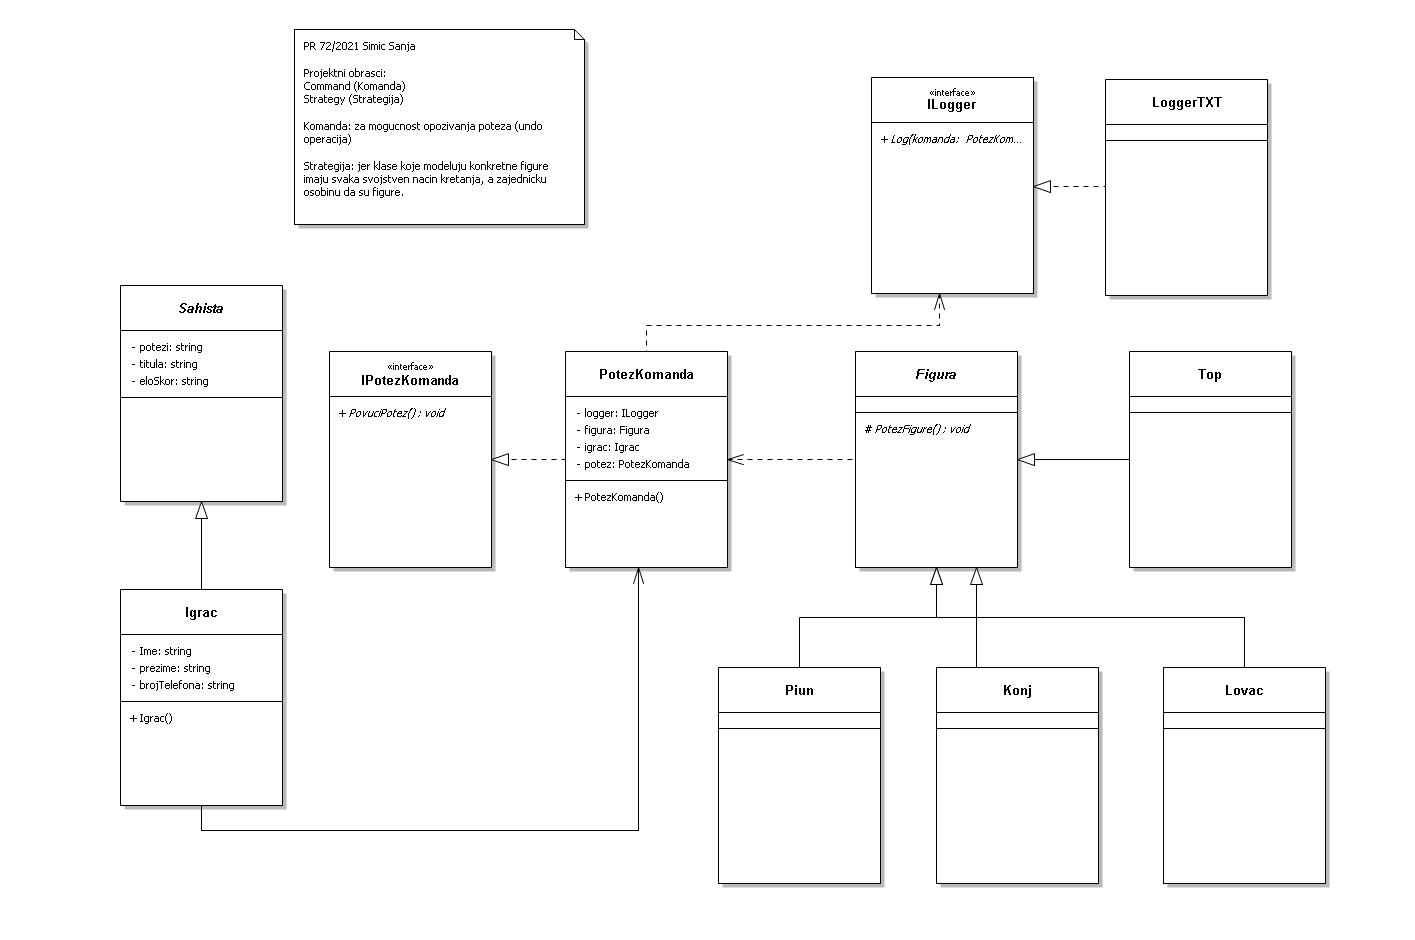 PR 72/2021 Simic Sanja
Projektni obrasci:
Command (Komanda)
Strategy (Strategija)
Komanda: za mogucnost opozivanja poteza (undo
operacija)
Strategija: jer klase koje modeluju konkretne figure
imaju svaka svojstven nacin kretanja, a zajednicku
osobinu da su figure.
«interface»
ILogger
+ Log(komanda: PotezKom...
LoggerTXT
Sahista
- potezi: string
- titula: string
- eloSkor: string
«interface»
IPotezKomanda
+ PovuciPotez() : void
PotezKomanda
- logger: ILogger
- figura: Figura
- igrac: Igrac
- potez: PotezKomanda
+ PotezKomanda()
Figura
# PotezFigure() : void
Top
Igrac
- Ime: string
- prezime: string
- brojTelefona: string
+ Igrac()
Piun
Konj
Lovac